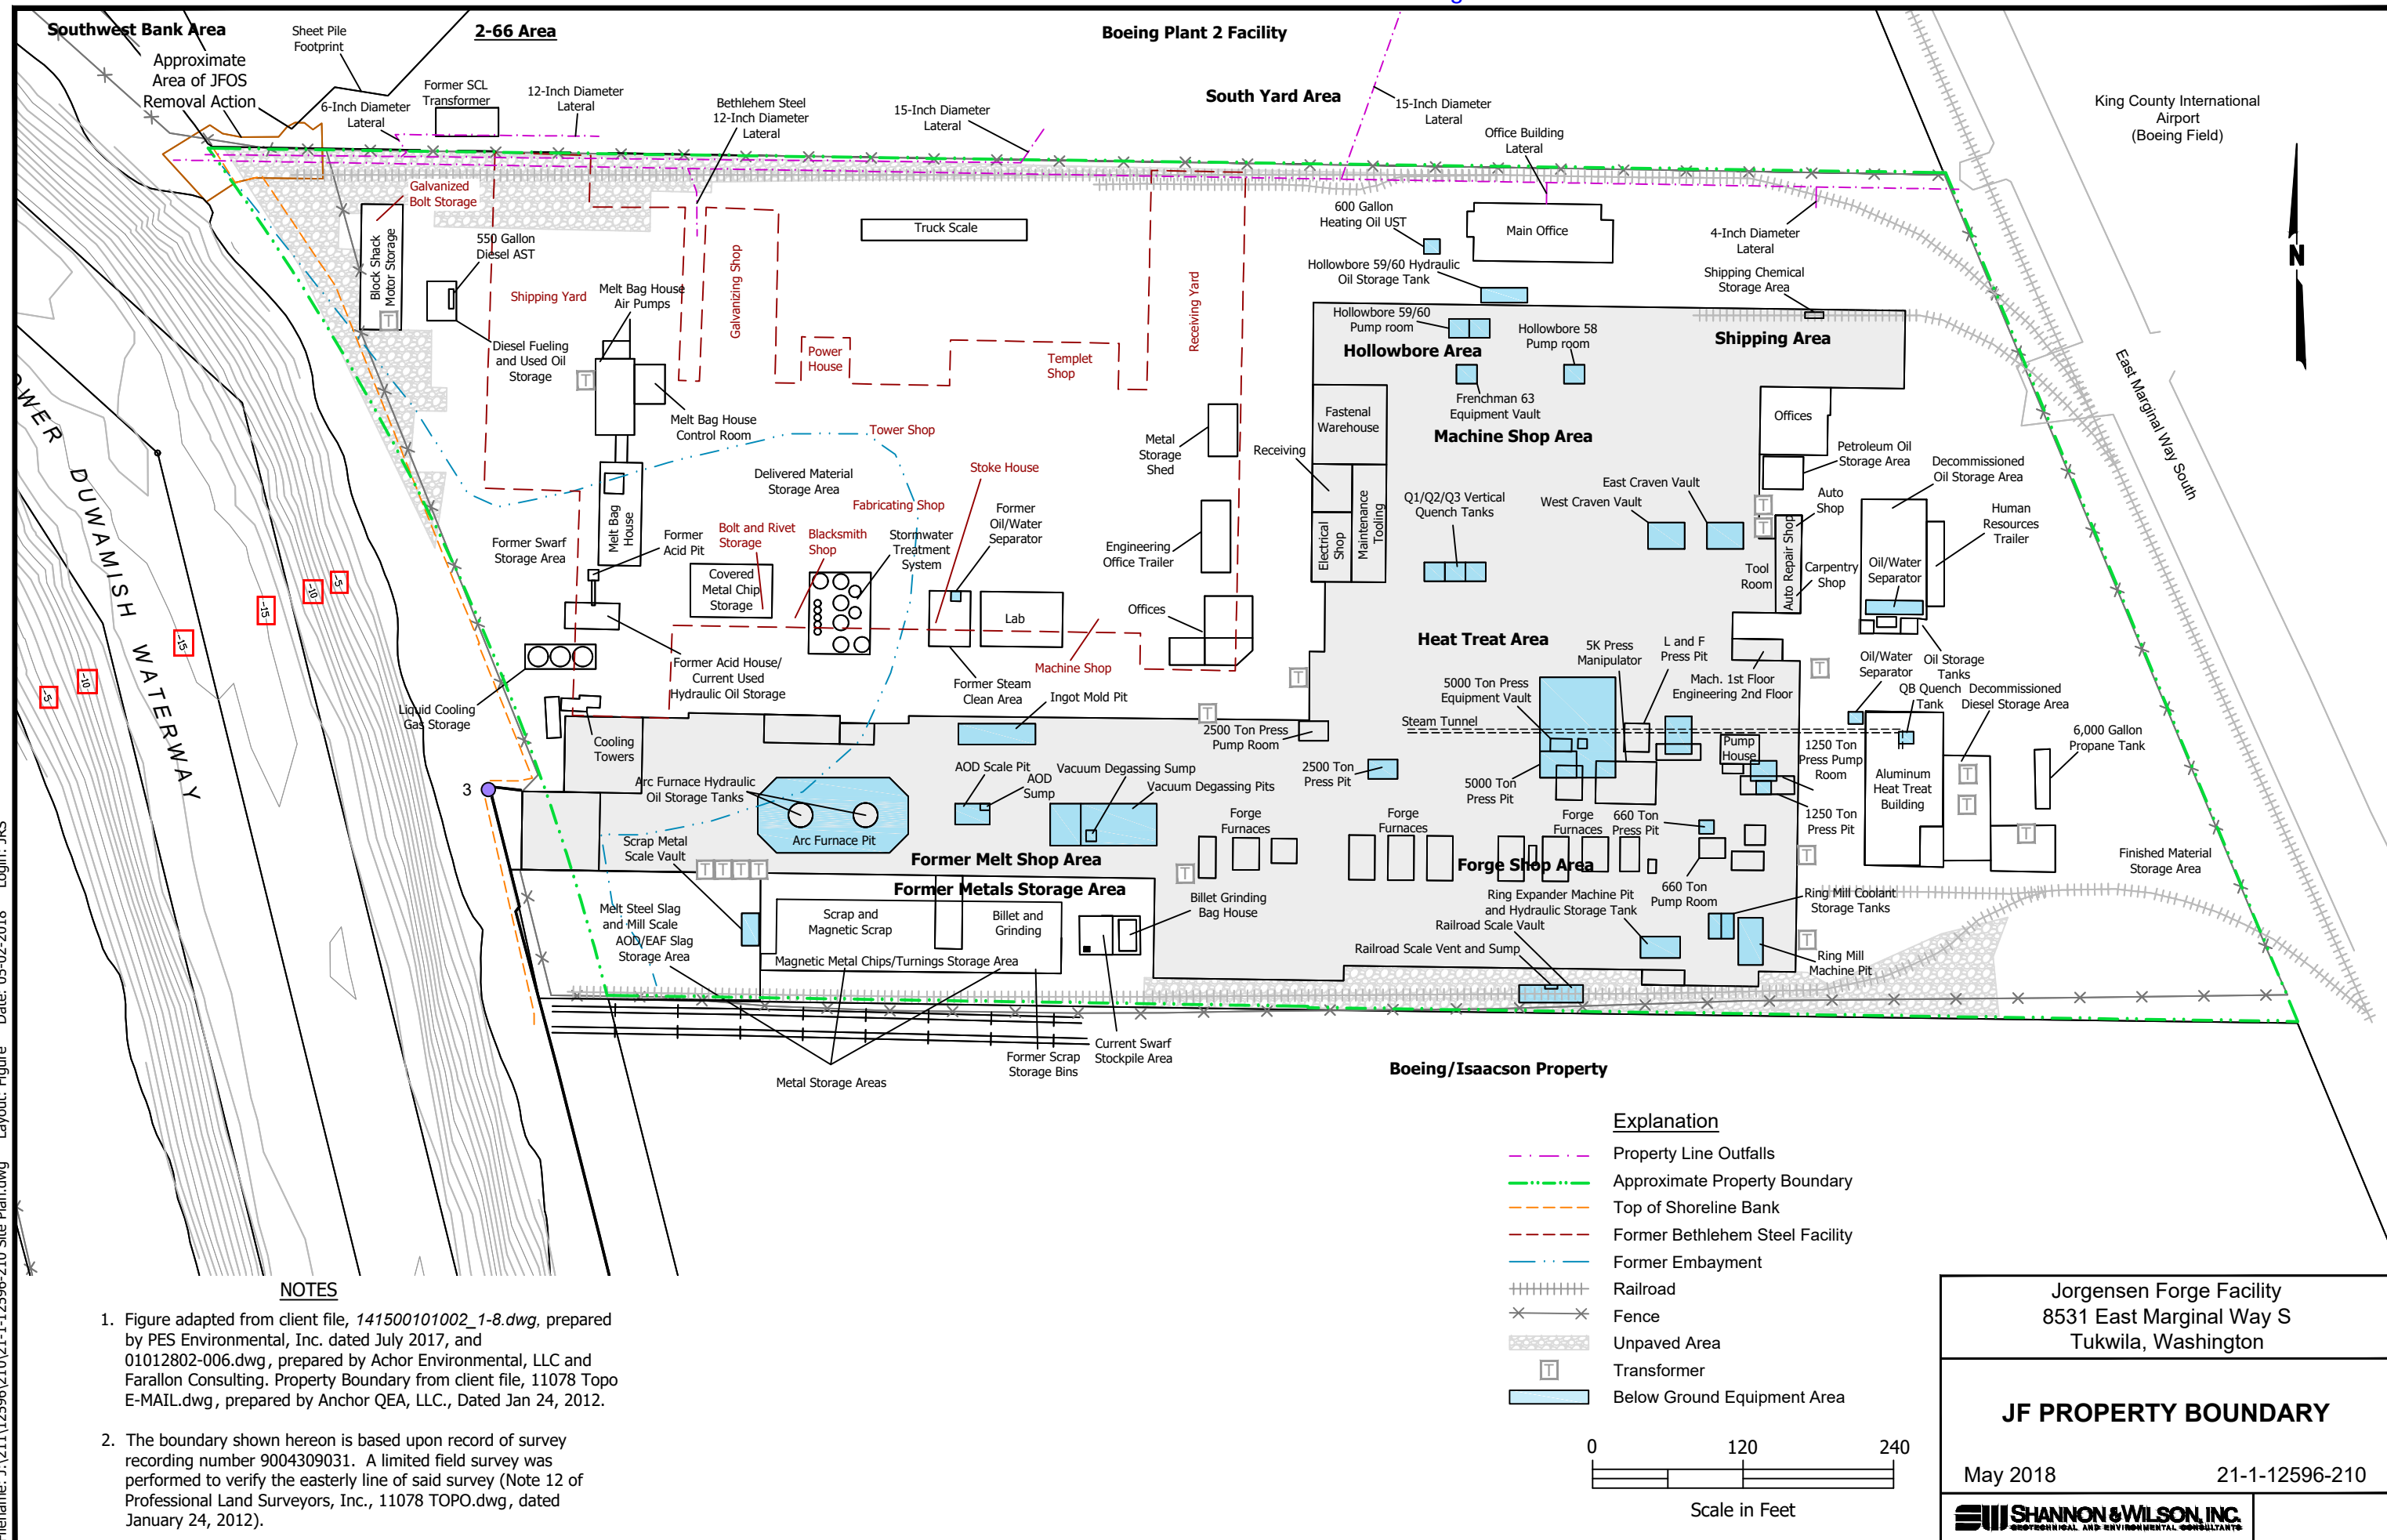 Southwest Bank Area
2-66 Area
Boeing Plant 2 Facility
South Yard Area
Sheet Pile
Footprint
Approximate
Area of JFOS
Removal Action
6-Inch Diameter
Lateral
Former SCL
Transformer
12-Inch Diameter
Lateral
Bethlehem Steel
12-Inch Diameter
Lateral
15-Inch Diameter
Lateral
15-Inch Diameter
Lateral
Office Building
Lateral
King County International
Airport
(Boeing Field)
Galvanized
Bolt Storage
Block Shack
Motor Storage
T
550 Gallon
Diesel AST
Shipping Yard
Melt Bag House
Air Pumps
Galvanizing Shop
Truck Scale
Receiving Yard
600 Gallon
Heating Oil UST
Main Office
Hollowbore 59/60 Hydraulic
Oil Storage Tank
4-Inch Diameter
Lateral
Shipping Chemical
Storage Area
N
Diesel Fueling
and Used Oil
Storage
T
Power
House
Templet
Shop
Hollowbore 59/60
Pump room
Hollowbore 58
Pump room
Hollowbore Area
Shipping Area
East Marginal Way South
Melt Bag House
Control Room
Tower Shop
Metal
Storage
Shed
Receiving
Fastenal
Warehouse
Frenchman 63
Equipment Vault
Machine Shop Area
Offices
Petroleum Oil
Storage Area
Decommissioned
Oil Storage Area
LOWER DUWAMISH WATERWAY
Delivered Material
Storage Area
Stoke House
Fabricating Shop
Former
Oil/Water
Separator
Q1/Q2/Q3 Vertical
Quench Tanks
East Craven Vault
West Craven Vault
T
T
Auto
Shop
Human
Resources
Trailer
Former Swarf
Storage Area
Melt Bag
House
Former
Acid Pit
Bolt and Rivet
Storage
Blacksmith
Shop
Stormwater
Treatment
System
Engineering
Office Trailer
Electrical
Shop
Maintenance
Tooling
Tool
Room
Auto Repair Shop
Carpentry
Shop
Oil/Water
Separator
Covered
Metal Chip
Storage
Lab
Offices
Heat Treat Area
-5
-10
-15
-15
-10
-5
Former Acid House/
Current Used
Hydraulic Oil Storage
Machine Shop
Former Steam
Clean Area
T
5K Press
Manipulator
L and F
Press Pit
Mach. 1st Floor
Engineering 2nd Floor
T
Oil/Water
Separator
Oil Storage
Tanks
Liquid Cooling
Gas Storage
Ingot Mold Pit
T
2500 Ton Press
Pump Room
Steam Tunnel
5000 Ton Press
Equipment Vault
QB Quench
Tank
Decommissioned
Diesel Storage Area
6,000 Gallon
Propane Tank
Cooling
Towers
3
Arc Furnace Hydraulic
Oil Storage Tanks
AOD Scale Pit
AOD
Sump
Vacuum Degassing Sump
Vacuum Degassing Pits
2500 Ton
Press Pit
5000 Ton
Press Pit
Pump
House
1250 Ton
Press Pump
Room
1250 Ton
Press Pit
Aluminum
Heat Treat
Building
T
T
T
Scrap Metal
Scale Vault
Arc Furnace Pit
T T T T
Former Melt Shop Area
Forge
Furnaces
Forge
Furnaces
Forge
Furnaces
660 Ton
Press Pit
Forge Shop Area
T
T
Finished Material
Storage Area
Former Metals Storage Area
Melt Steel Slag
and Mill Scale
AOD/EAF Slag
Storage Area
Scrap and
Magnetic Scrap
Billet and
Grinding
Billet Grinding
Bag House
Ring Expander Machine Pit
and Hydraulic Storage Tank
Railroad Scale Vault
Railroad Scale Vent and Sump
660 Ton
Pump Room
Ring Mill Coolant
Storage Tanks
T
Ring Mill
Machine Pit
Magnetic Metal Chips/Turnings Storage Area
Metal Storage Areas
Former Scrap
Storage Bins
Current Swarf
Stockpile Area
Boeing/Isaacson Property
Explanation
Property Line Outfalls
Approximate Property Boundary
Top of Shoreline Bank
Former Bethlehem Steel Facility
Former Embayment
Railroad
Fence
Unpaved Area
T
Transformer
Below Ground Equipment Area
0 120 240
Scale in Feet
NOTES
1. Figure adapted from client file, 141500101002_1-8.dwg, prepared
by PES Environmental, Inc. dated July 2017, and
01012802-006.dwg, prepared by Achor Environmental, LLC and
Farallon Consulting. Property Boundary from client file, 11078 Topo
E-MAIL.dwg, prepared by Anchor QEA, LLC., Dated Jan 24, 2012.
2. The boundary shown hereon is based upon record of survey
recording number 9004309031. A limited field survey was
performed to verify the easterly line of said survey (Note 12 of
Professional Land Surveyors, Inc., 11078 TOPO.dwg, dated
January 24, 2012).
Jorgensen Forge Facility
8531 East Marginal Way S
Tukwila, Washington
JF PROPERTY BOUNDARY
May 2018 21-1-12596-210
SHANNON & WILSON, INC.
GEOTECHNICAL AND ENVIRONMENTAL CONSULTANTS
Filename: J:\211\12596\210\21-1-12596-210 Site Plan.dwg Layout: Figure Date: 05-02-2018 Login: JRS